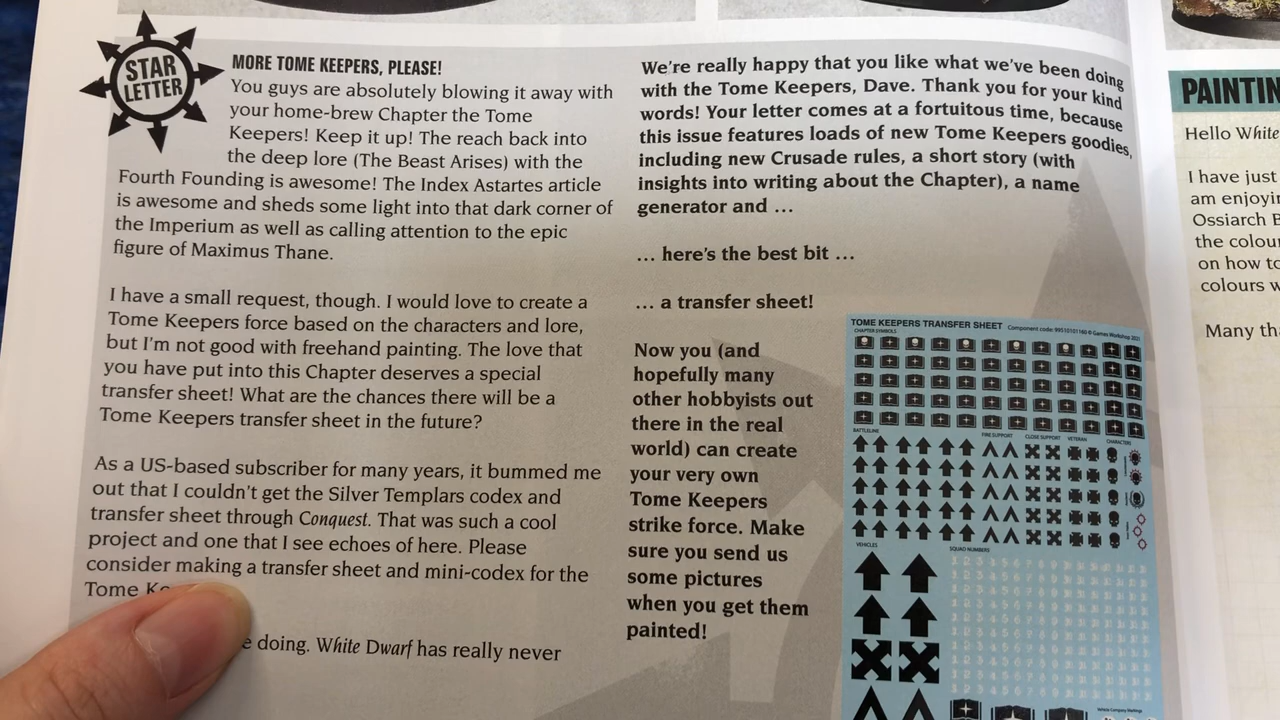 STAR
LETTER
MORE TOME KEEPERS, PLEASE!
You guys are absolutely blowing it away with
your home-brew Chapter the Tome
Keepers! Keep it up! The reach back into
the deep lore (The Beast Arises) with the
Fourth Founding is awesome! The Index Astartes article
is awesome and sheds some light into that dark corner of
the Imperium as well as calling attention to the epic
figure of Maximus Thane.
I have a small request, though. I would love to create a
Tome Keepers force based on the characters and lore,
but I'm not good with freehand painting. The love that
you have put into this Chapter deserves a special
transfer sheet! What are the chances there will be a
Tome Keepers transfer sheet in the future?
As a US-based subscriber for many years, it bummed me
out that I couldn't get the Silver Templars codex and
transfer sheet through Conquest. That was such a cool
project and one that I see echoes of here. Please
consider making a transfer sheet and mini-codex for the
Tome
doing. White Dwarf has really never
We're really happy that you like what we've been doing
with the Tome Keepers, Dave. Thank you for your kind
words! Your letter comes at a fortuitous time, because
this issue features loads of new Tome Keepers goodies,
including new Crusade rules, a short story (with
insights into writing about the Chapter), a name
generator and ...
... here's the best bit ...
... a transfer sheet!
Now you (and
hopefully many
other hobbyists out
there in the real
world) can create
your very own
Tome Keepers
strike force. Make
sure you send us
some pictures
when you get them
painted!
TOME KEEPERS TRANSFER SHEET
Component code: 99510101160 © Games Workshop 2021
CHAPTER SYMBOLS
BATTLELINE
FIRE SUPPORT
CLOSE SUPPORT
VETERAN
CHARACTERS
VEHICLES
SQUAD NUMBERS
Vehicle Company Markings
PAINTIN
Hello White
I have just
am enjoyin
Ossiarch B
the colou
on how to
colours w
Many th